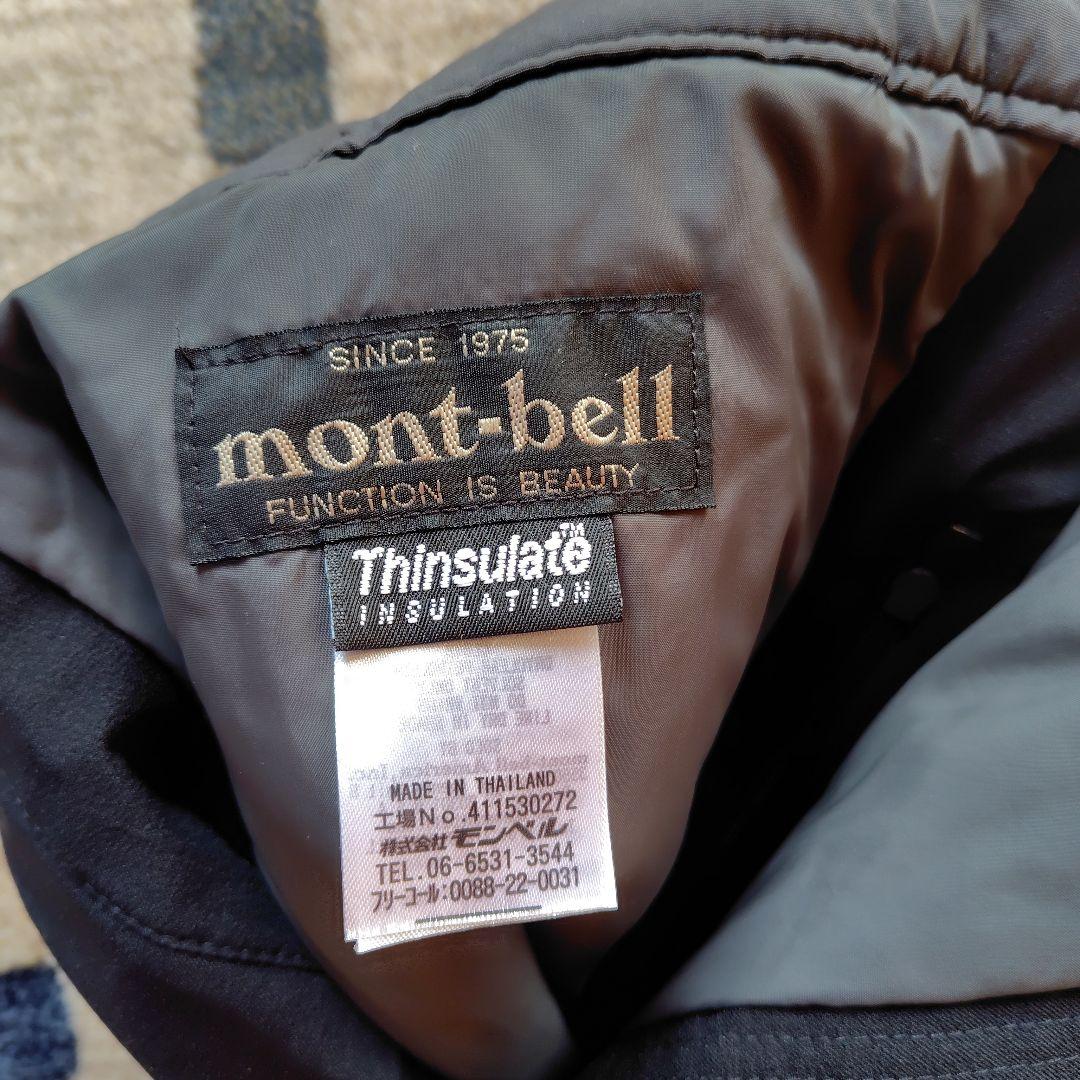 SINCE 1975
mont-bell
FUNCTION IS BEAUTY
Thinsulate™
INSULATION
MADE IN THAILAND
工場No.411530272
株式会社 モンベル
TEL.06-6531-3544
フリーコール:0088-22-0031